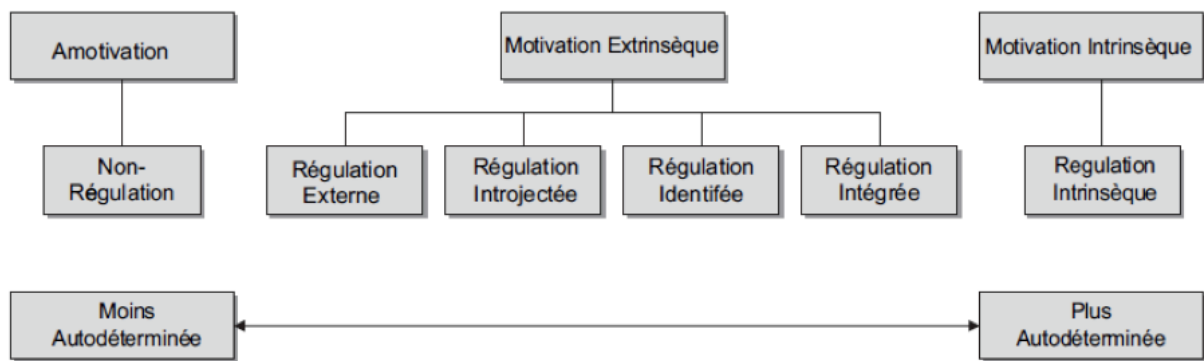 Amotivation
Motivation Extrinsèque
Motivation Intrinsèque
Non-
Régulation
Régulation
Externe
Régulation
Introjectée
Régulation
Identifée
Régulation
Intégrée
Regulation
Intrinsèque
Moins
Autodéterminée
Plus
Autodéterminée